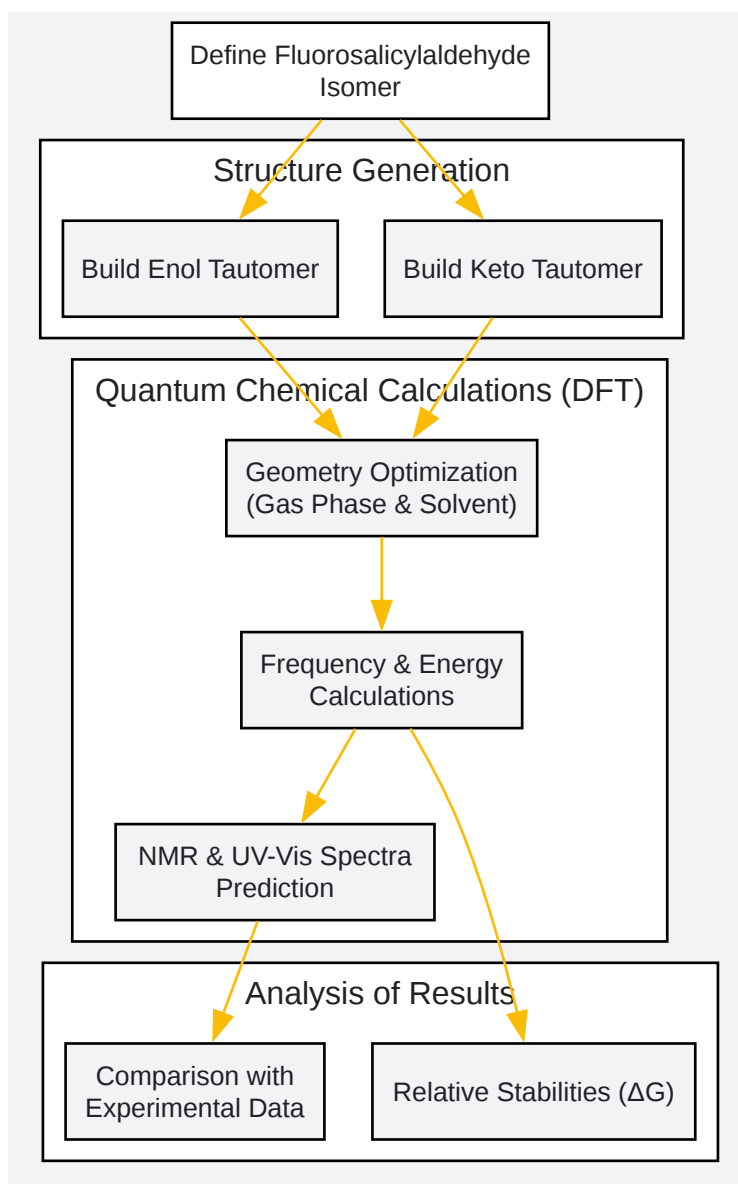 Define Fluorosalicylaldehyde
Isomer
Structure Generation
Build Enol Tautomer
Build Keto Tautomer
Quantum Chemical Calculations (DFT)
Geometry Optimization
(Gas Phase & Solvent)
Frequency & Energy
Calculations
NMR & UV-Vis Spectra
Prediction
Analysis of Results
Comparison with
Experimental Data
Relative Stabilities (ΔG)